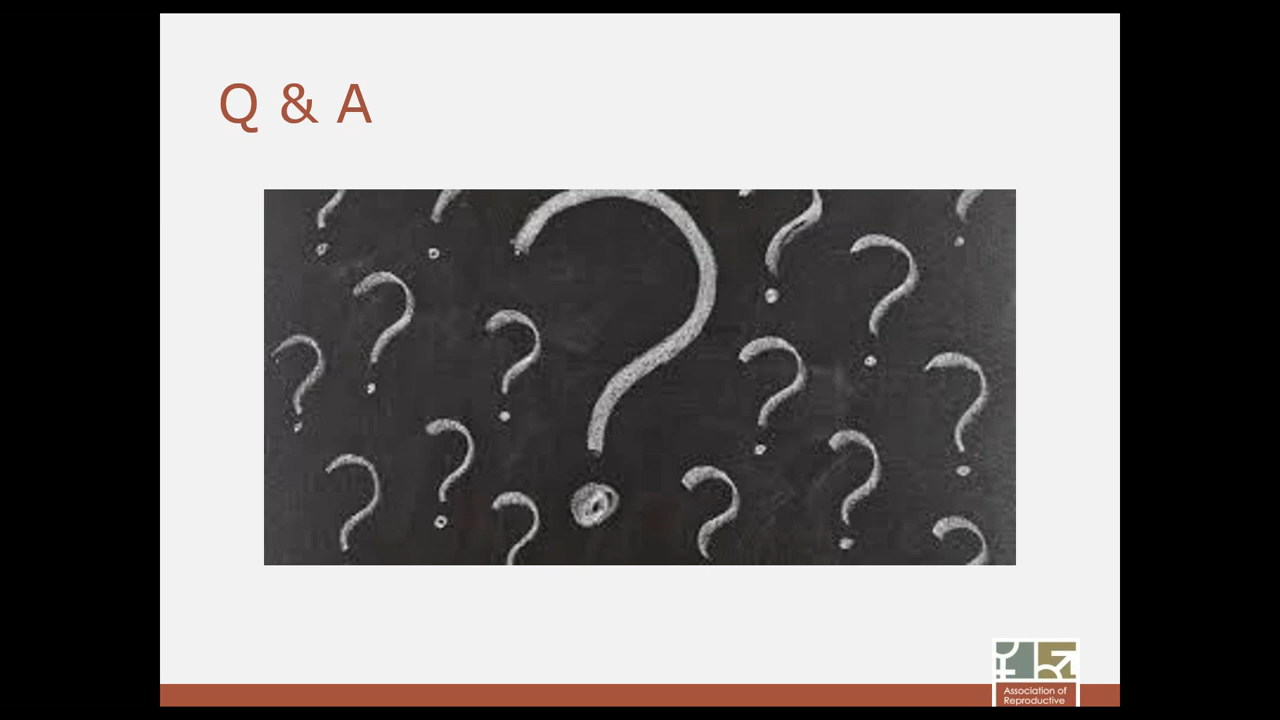 Q & A
Association of
Reproductive